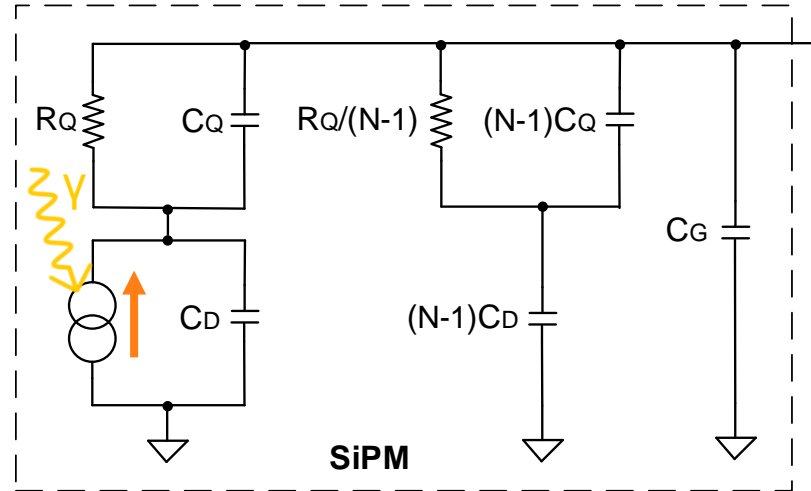 RQ
CQ
RQ/(N-1)
(N-1)CQ
γ
CG
CD
(N-1)CD
SiPM